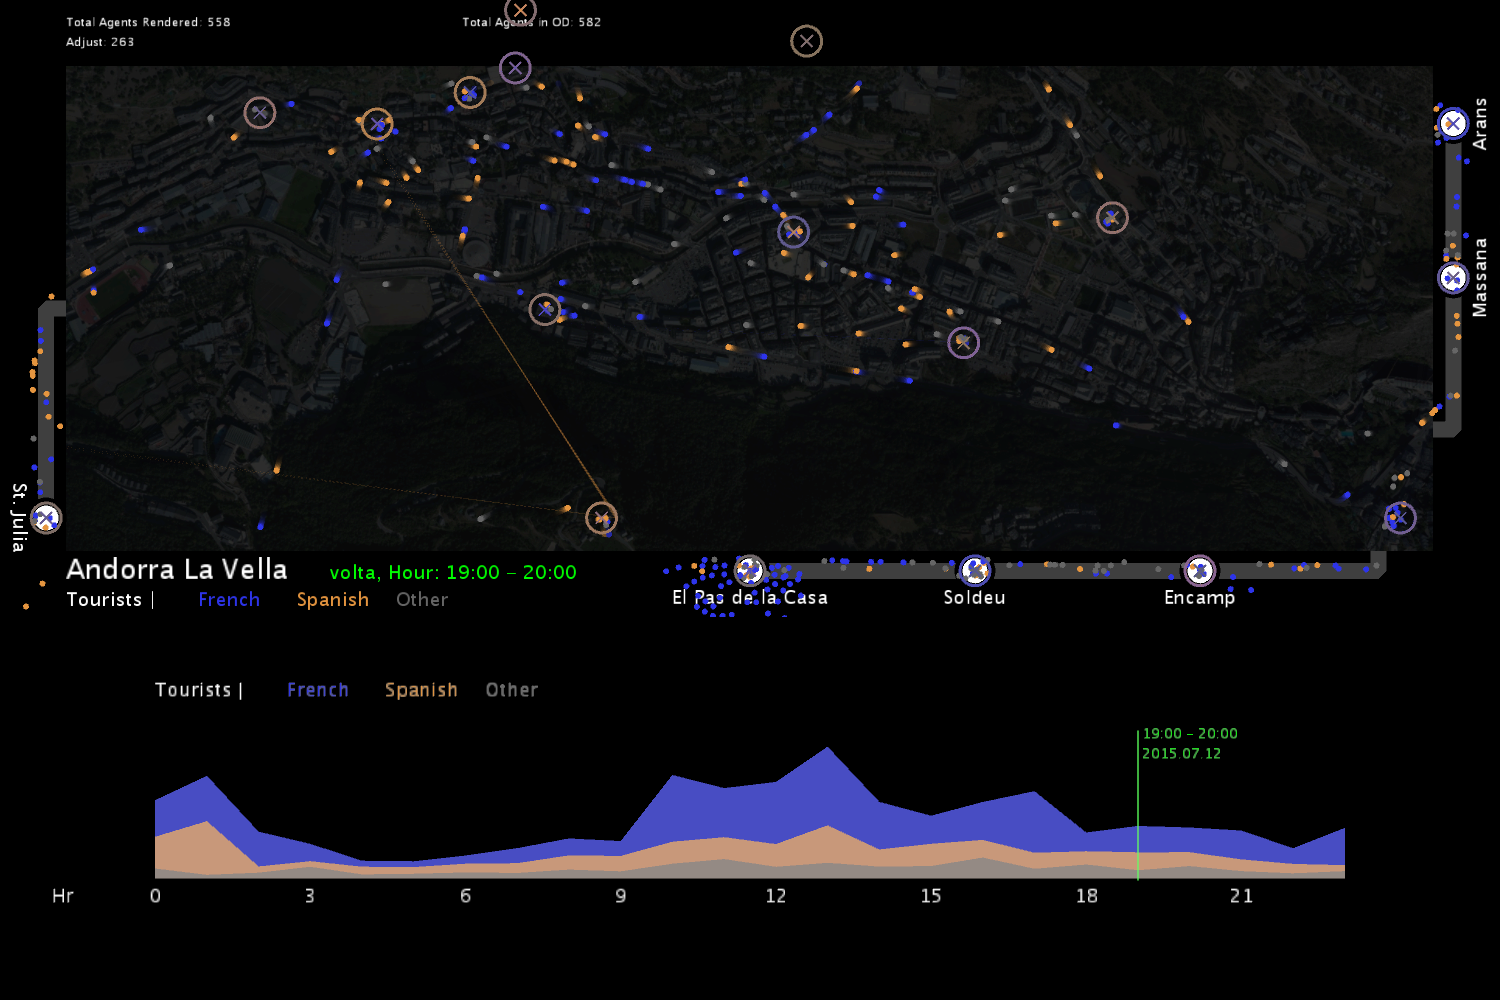 Total Agents Rendered: 558
Total Agents in OD: 582
Adjust: 263
Arans
Massana
St. Julia
Andorra La Vella
volta, Hour: 19:00 – 20:00
Tourists |
French
Spanish
Other
El Pas de la Casa
Soldeu
Encamp
Tourists |
French
Spanish
Other
19:00 – 20:00
2015.07.12
Hr
0
3
6
9
12
15
18
21